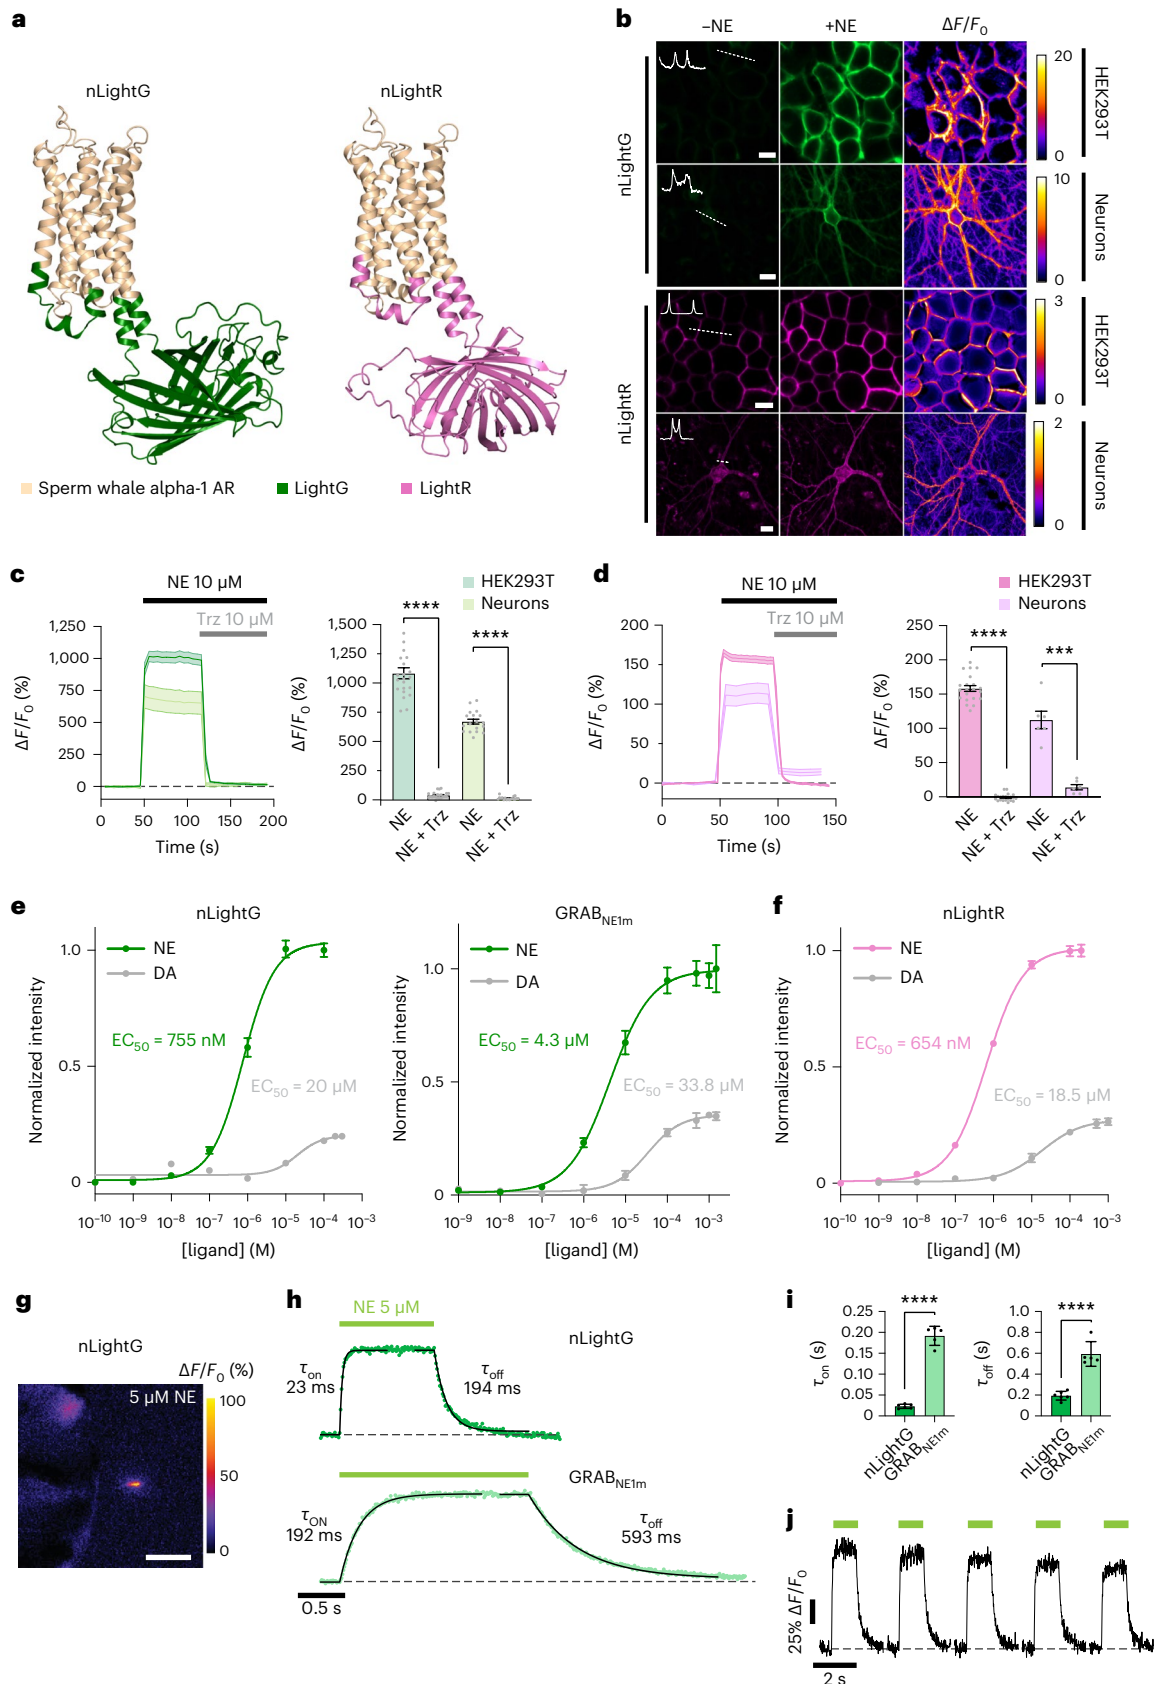 a
nLightG
nLightR
Sperm whale alpha-1 AR
LightG
LightR
b
–NE
+NE
ΔF/F0
nLightG
nLightR
20
0
HEK293T
10
0
Neurons
3
0
HEK293T
2
0
Neurons
c
NE 10 µM
Trz 10 µM
HEK293T
Neurons
ΔF/F0 (%)
1,250
1,000
750
500
250
0
0 50 100 150 200
Time (s)
ΔF/F0 (%)
1,500
1,250
1,000
750
500
250
0
****
****
NE
NE + Trz
NE
NE + Trz
d
NE 10 µM
Trz 10 µM
HEK293T
Neurons
ΔF/F0 (%)
200
150
100
50
0
0 50 100 150
Time (s)
ΔF/F0 (%)
250
200
150
100
50
0
****
***
NE
NE + Trz
NE
NE + Trz
e
nLightG
NE
DA
EC50 = 755 nM
EC50 = 20 µM
Normalized intensity
1.0
0.5
0
10−10 10−9 10−8 10−7 10−6 10−5 10−4 10−3
[ligand] (M)
GRABNE1m
NE
DA
EC50 = 4.3 µM
EC50 = 33.8 µM
Normalized intensity
1.0
0.5
0
10−9 10−8 10−7 10−6 10−5 10−4 10−3
[ligand] (M)
f
nLightR
NE
DA
EC50 = 654 nM
EC50 = 18.5 µM
Normalized intensity
1.0
0.5
0
10−10 10−9 10−8 10−7 10−6 10−5 10−4 10−3
[ligand] (M)
g
nLightG
ΔF/F0 (%)
5 µM NE
100
50
0
h
NE 5 µM
nLightG
τon
23 ms
τoff
194 ms
GRABNE1m
τON
192 ms
τoff
593 ms
0.5 s
i
τon (s)
0.25
0.20
0.15
0.10
0.05
0
****
nLightG
GRABNE1m
τoff (s)
1.0
0.8
0.6
0.4
0.2
0
****
nLightG
GRABNE1m
j
25% ΔF/F0
2 s